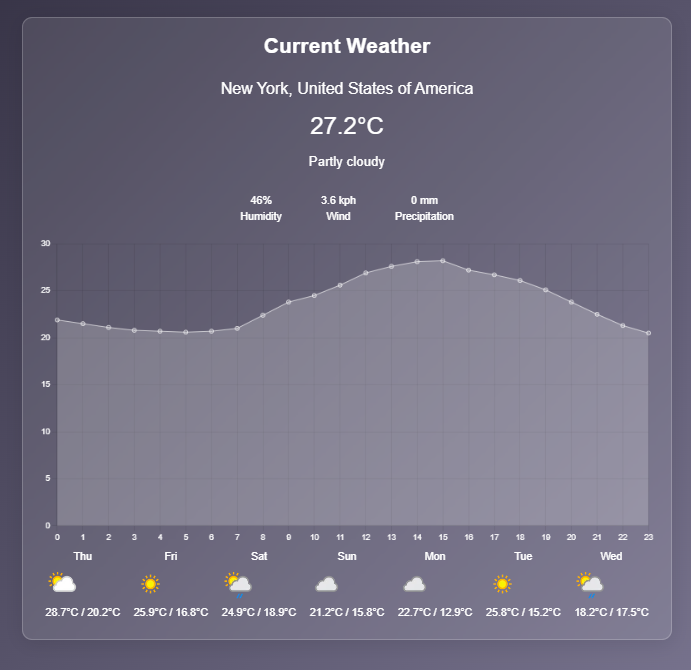 Current Weather
New York, United States of America
27.2°C
Partly cloudy
46% 3.6 kph 0 mm
Humidity Wind Precipitation
30
25
20
15
10
5
0
0 1 2 3 4 5 6 7 8 9 10 11 12 13 14 15 16 17 18 19 20 21 22 23
Thu Fri Sat Sun Mon Tue Wed
28.7°C / 20.2°C 25.9°C / 16.8°C 24.9°C / 18.9°C 21.2°C / 15.8°C 22.7°C / 12.9°C 25.8°C / 15.2°C 18.2°C / 17.5°C